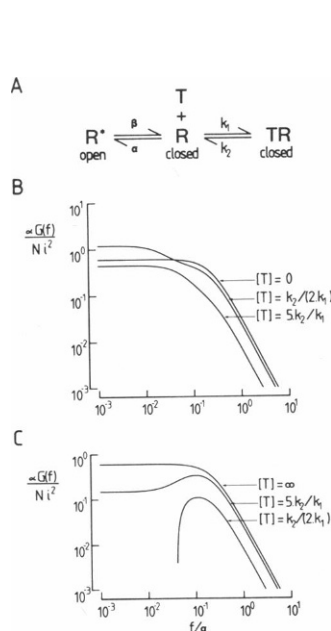 A
T
+
R* β R k₁ TR
α k₂
open closed closed
B
αG(f)
Ni²
10¹
10⁰
10⁻¹
10⁻²
10⁻³
[T] = 0
[T] = k₂/(2.k₁)
[T] = 5.k₂/k₁
10⁻³ 10⁻² 10⁻¹ 10⁰ 10¹
C
αG(f)
Ni²
10⁰
10⁻¹
10⁻²
10⁻³
[T] = ∞
[T] = 5.k₂/k₁
[T] = k₂/(2.k₁)
10⁻³ 10⁻² 10⁻¹ 10⁰ 10¹
f/α